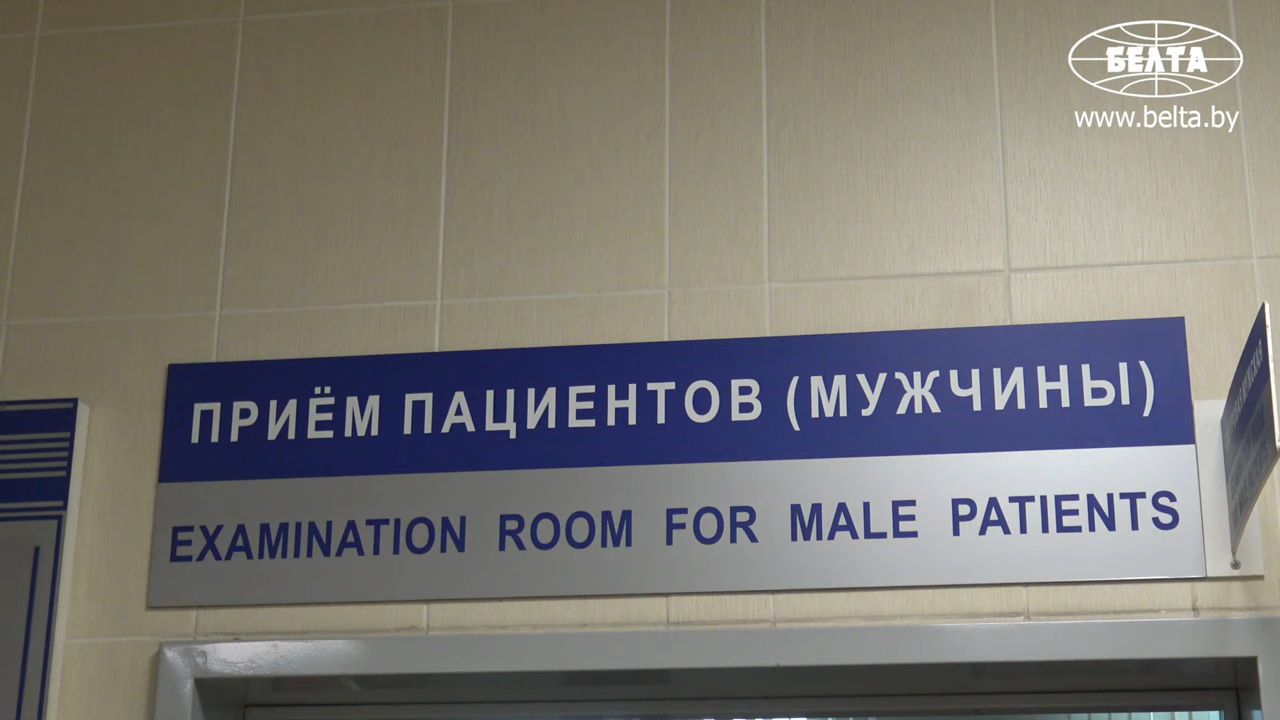 БЕЛТА
www.belta.by
ПРИЁМ ПАЦИЕНТОВ (МУЖЧИНЫ)
EXAMINATION ROOM FOR MALE PATIENTS